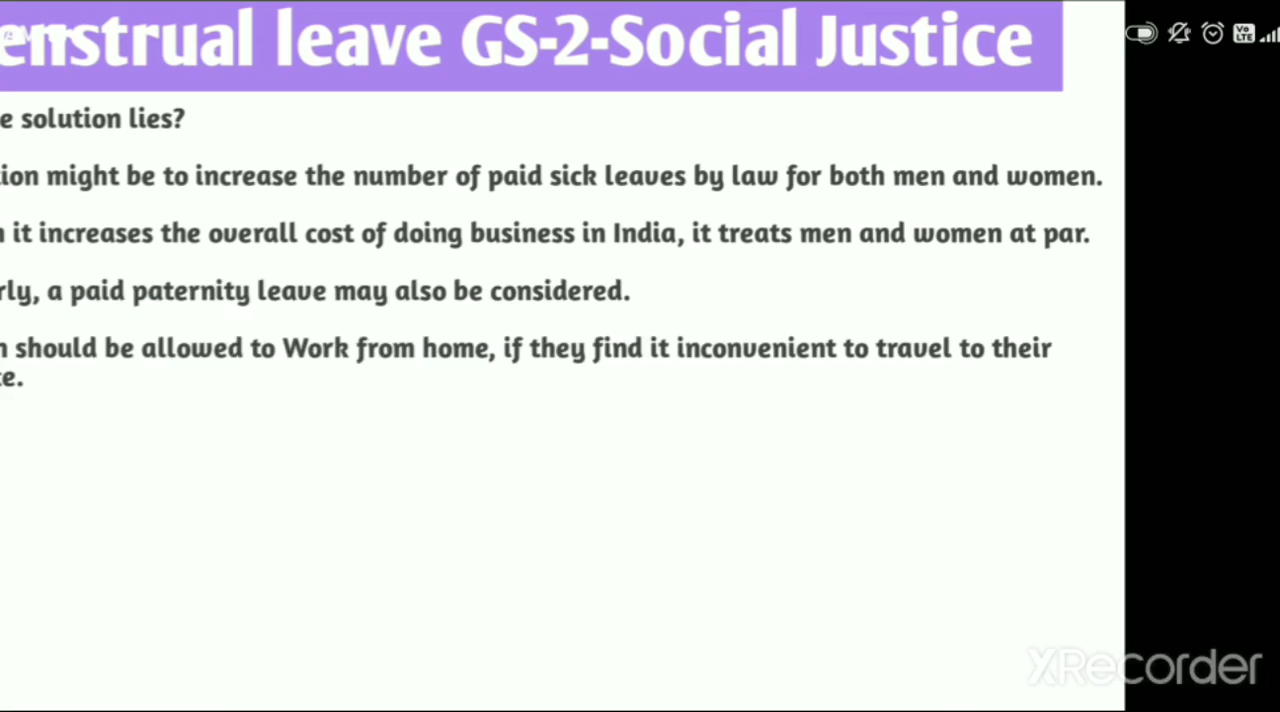 enstrual leave GS-2-Social Justice
e solution lies?
ion might be to increase the number of paid sick leaves by law for both men and women.
n it increases the overall cost of doing business in India, it treats men and women at par.
rly, a paid paternity leave may also be considered.
n should be allowed to Work from home, if they find it inconvenient to travel to their
e.
Vo LTE
XRecorder